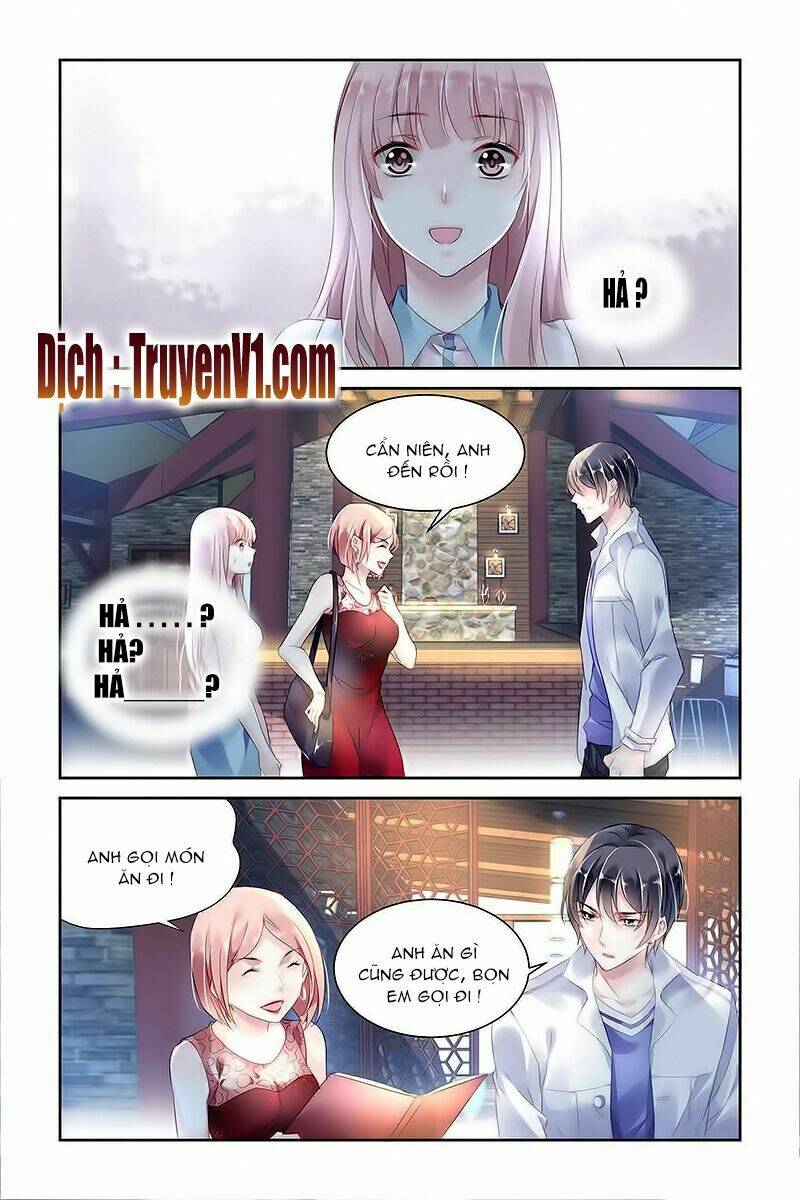 HẢ ?
Dịch : TruyenV1.com
CẨN NIÊN, ANH
ĐẾN RỒI !
HẢ . . . . . ?
HẢ?
HẢ______?
ANH GỌI MÓN
ĂN ĐI !
ANH ĂN GÌ
CŨNG ĐƯỢC, BỌN
EM GỌI ĐI !